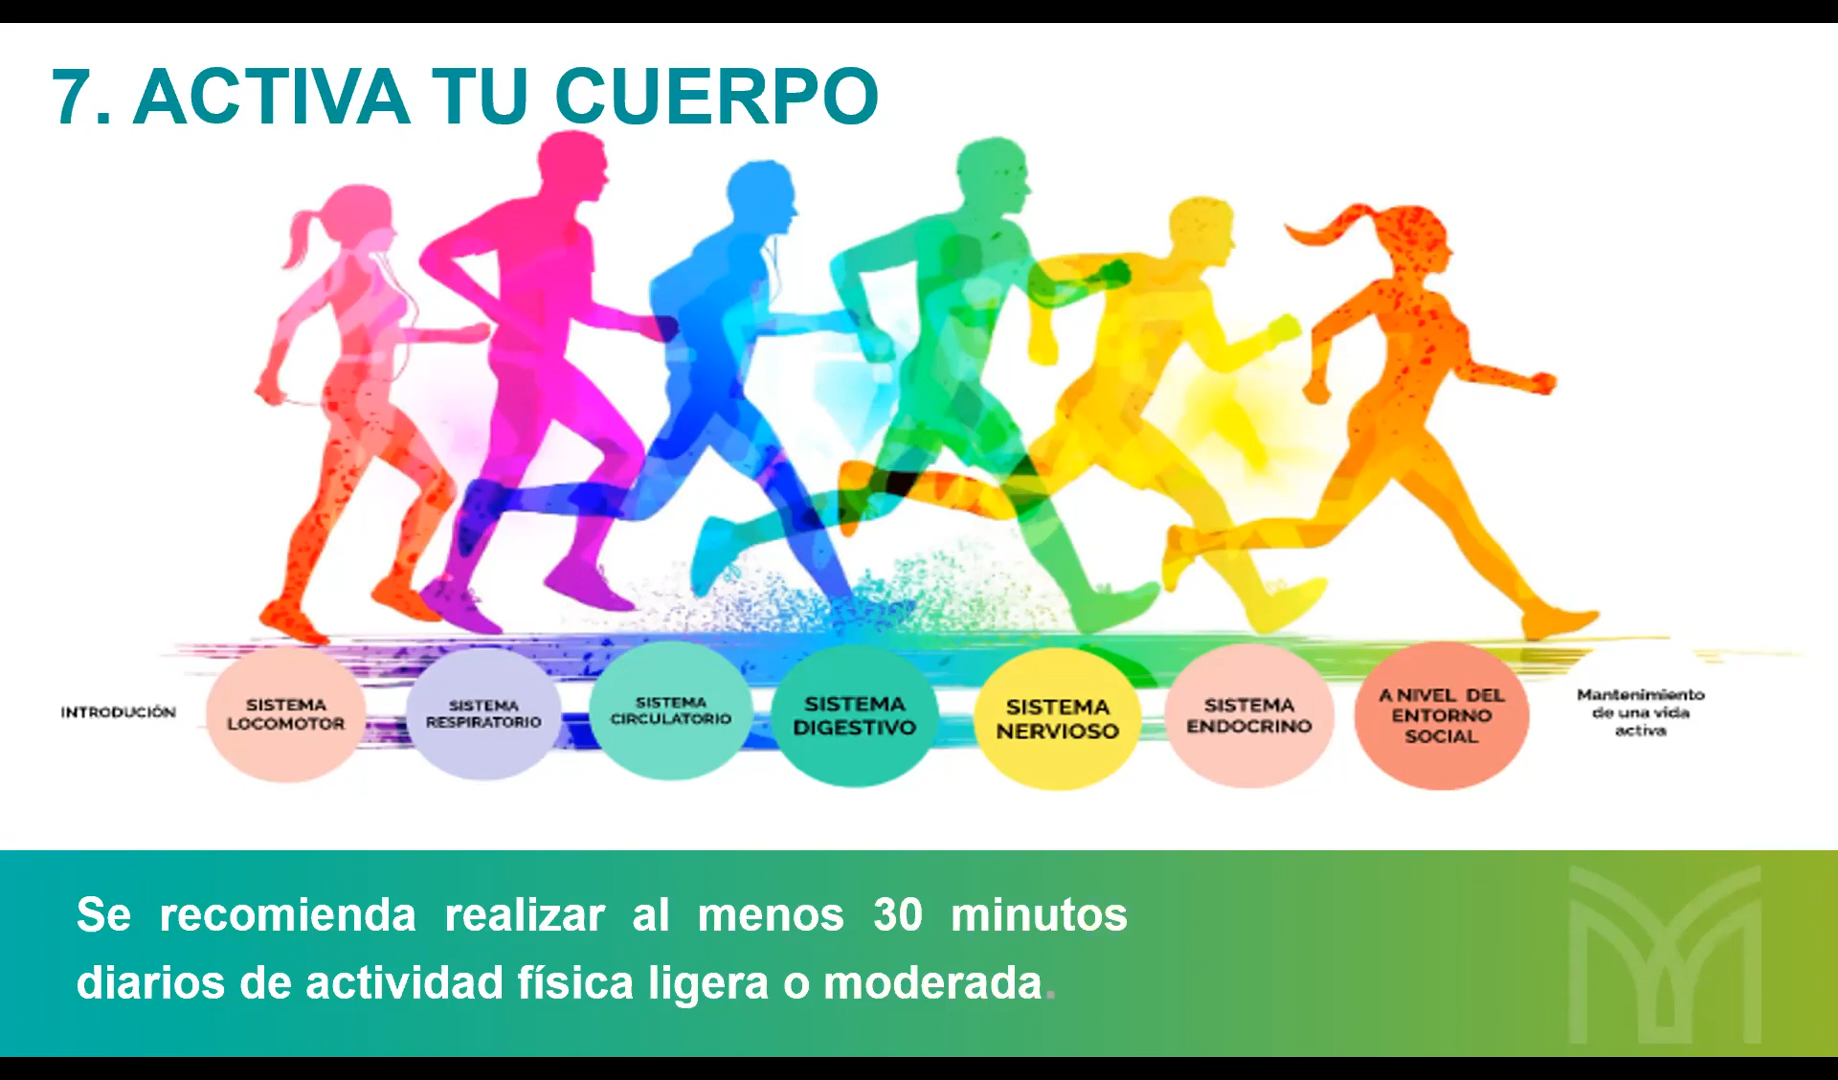 7. ACTIVA TU CUERPO
INTRODUCIÓN
SISTEMA
LOCOMOTOR
SISTEMA
RESPIRATORIO
SISTEMA
CIRCULATORIO
SISTEMA
DIGESTIVO
SISTEMA
NERVIOSO
SISTEMA
ENDOCRINO
A NIVEL DEL
ENTORNO
SOCIAL
Mantenimiento
de una vida
activa
Se recomienda realizar al menos 30 minutos
diarios de actividad física ligera o moderada.